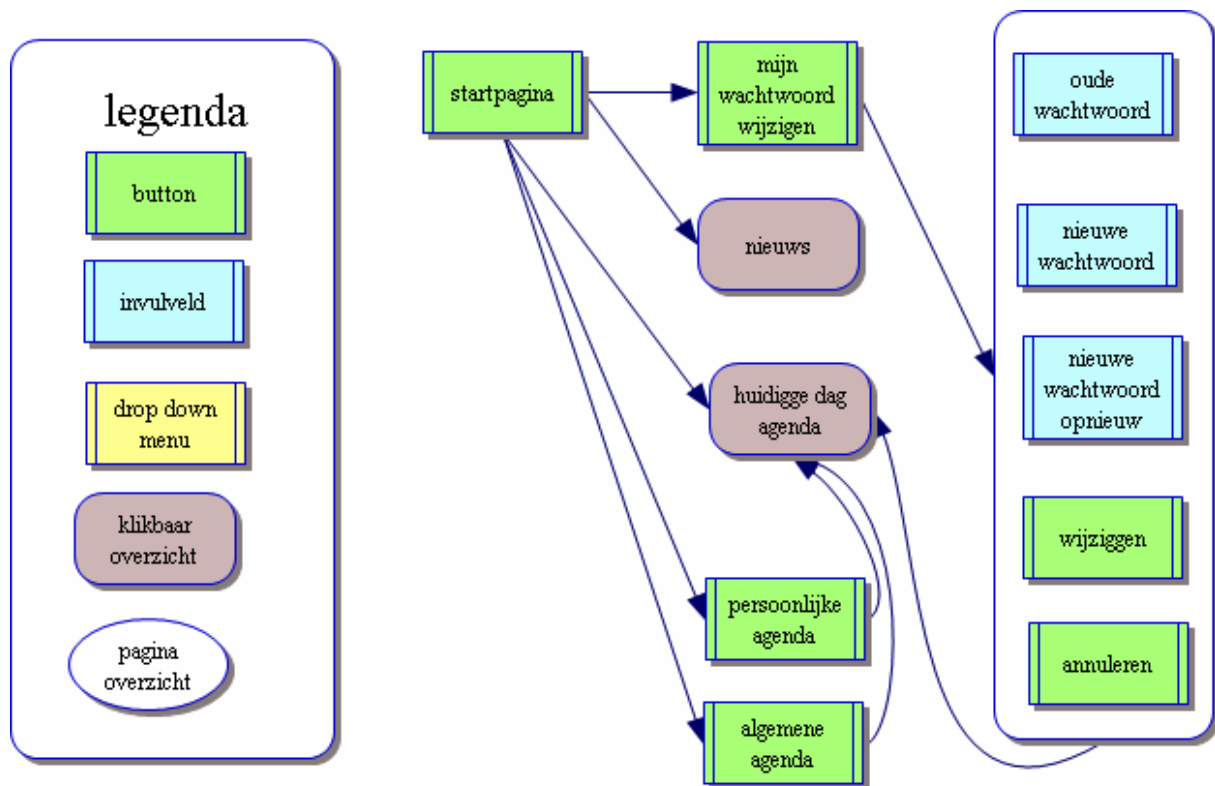 legenda
button
invulveld
drop down
menu
klikbaar
overzicht
pagina
overzicht
startpagina
mijn
wachtwoord
wijzigen
nieuws
huidigge dag
agenda
persoonlijke
agenda
algemene
agenda
oude
wachtwoord
nieuwe
wachtwoord
nieuwe
wachtwoord
opnieuw
wijziggen
annuleren